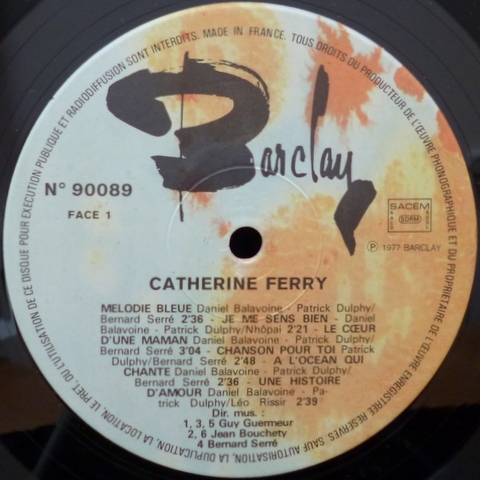 EXÉCUTION PUBLIQUE ET RADIODIFFUSION SONT INTERDITS. MADE IN FRANCE. TOUS DROITS DU PRODUCTEUR DE L'ŒUVRE PHONOGRAPHIQUE ET DU PROPRIETAIRE DE L'ŒUVRE ENREGISTRÉE RESERVES SAUF AUTORISATION, LA DUPLICATION, LA LOCATION, LE PRET, OU L'UTILISATION DE CE DISQUE POUR
Barclay
N° 90089
FACE 1
SACEM
SDRM
℗ 1977 BARCLAY
CATHERINE FERRY
MELODIE BLEUE Daniel Balavoine - Patrick Dulphy/
Bernard Serré 2'36 - JE ME SENS BIEN - Daniel
Balavoine - Patrick Dulphy/Nhöpai 2'21 - LE CŒUR
D'UNE MAMAN Daniel Balavoine - Patrick Dulphy/
Bernard Serré 3'04 - CHANSON POUR TOI Patrick
Dulphy/Bernard Serré 2'48 - A L'OCEAN QUI
CHANTE Daniel Balavoine - Patrick Dulphy/
Bernard Serré 2'36 - UNE HISTOIRE
D'AMOUR Daniel Balavoine - Pa-
trick Dulphy/Léo Rissir 2'39
Dir. mus. :
1, 3, 5 Guy Guermeur
2, 6 Jean Bouchety
4 Bernard Serré